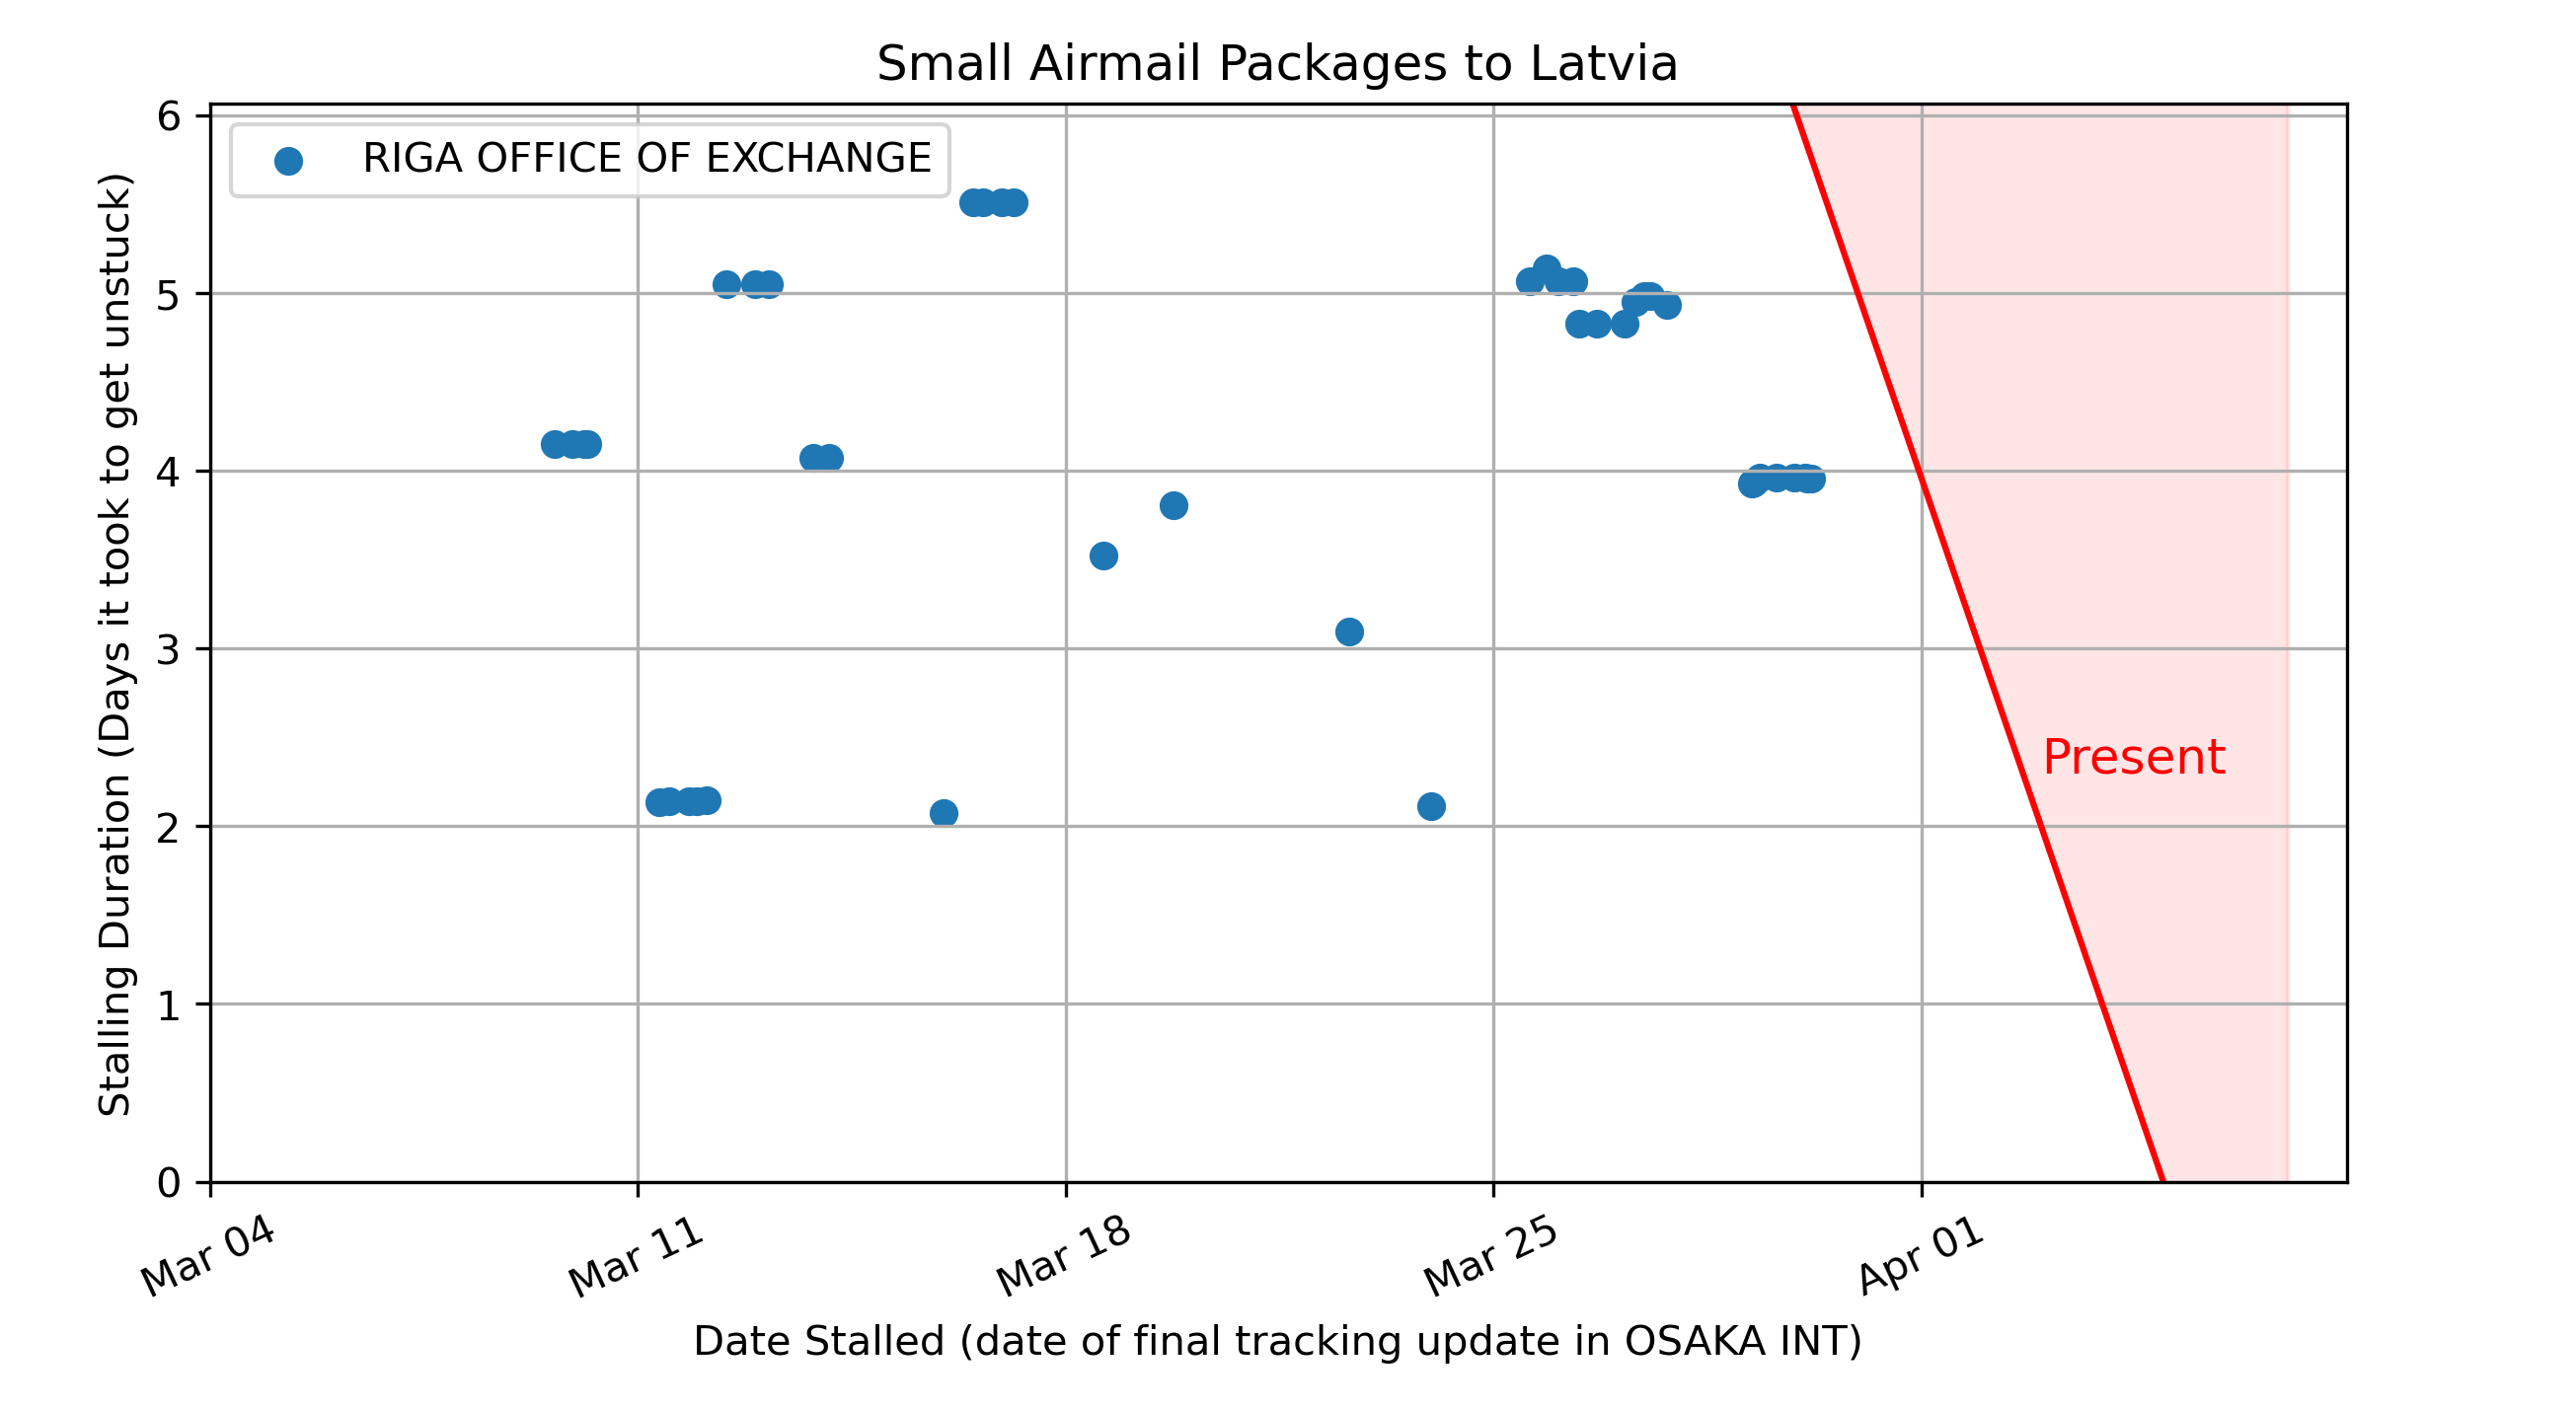 Small Airmail Packages to Latvia
RIGA OFFICE OF EXCHANGE
Stalling Duration (Days it took to get unstuck)
6
5
4
3
2
1
0
Present
Mar 04
Mar 11
Mar 18
Mar 25
Apr 01
Date Stalled (date of final tracking update in OSAKA INT)